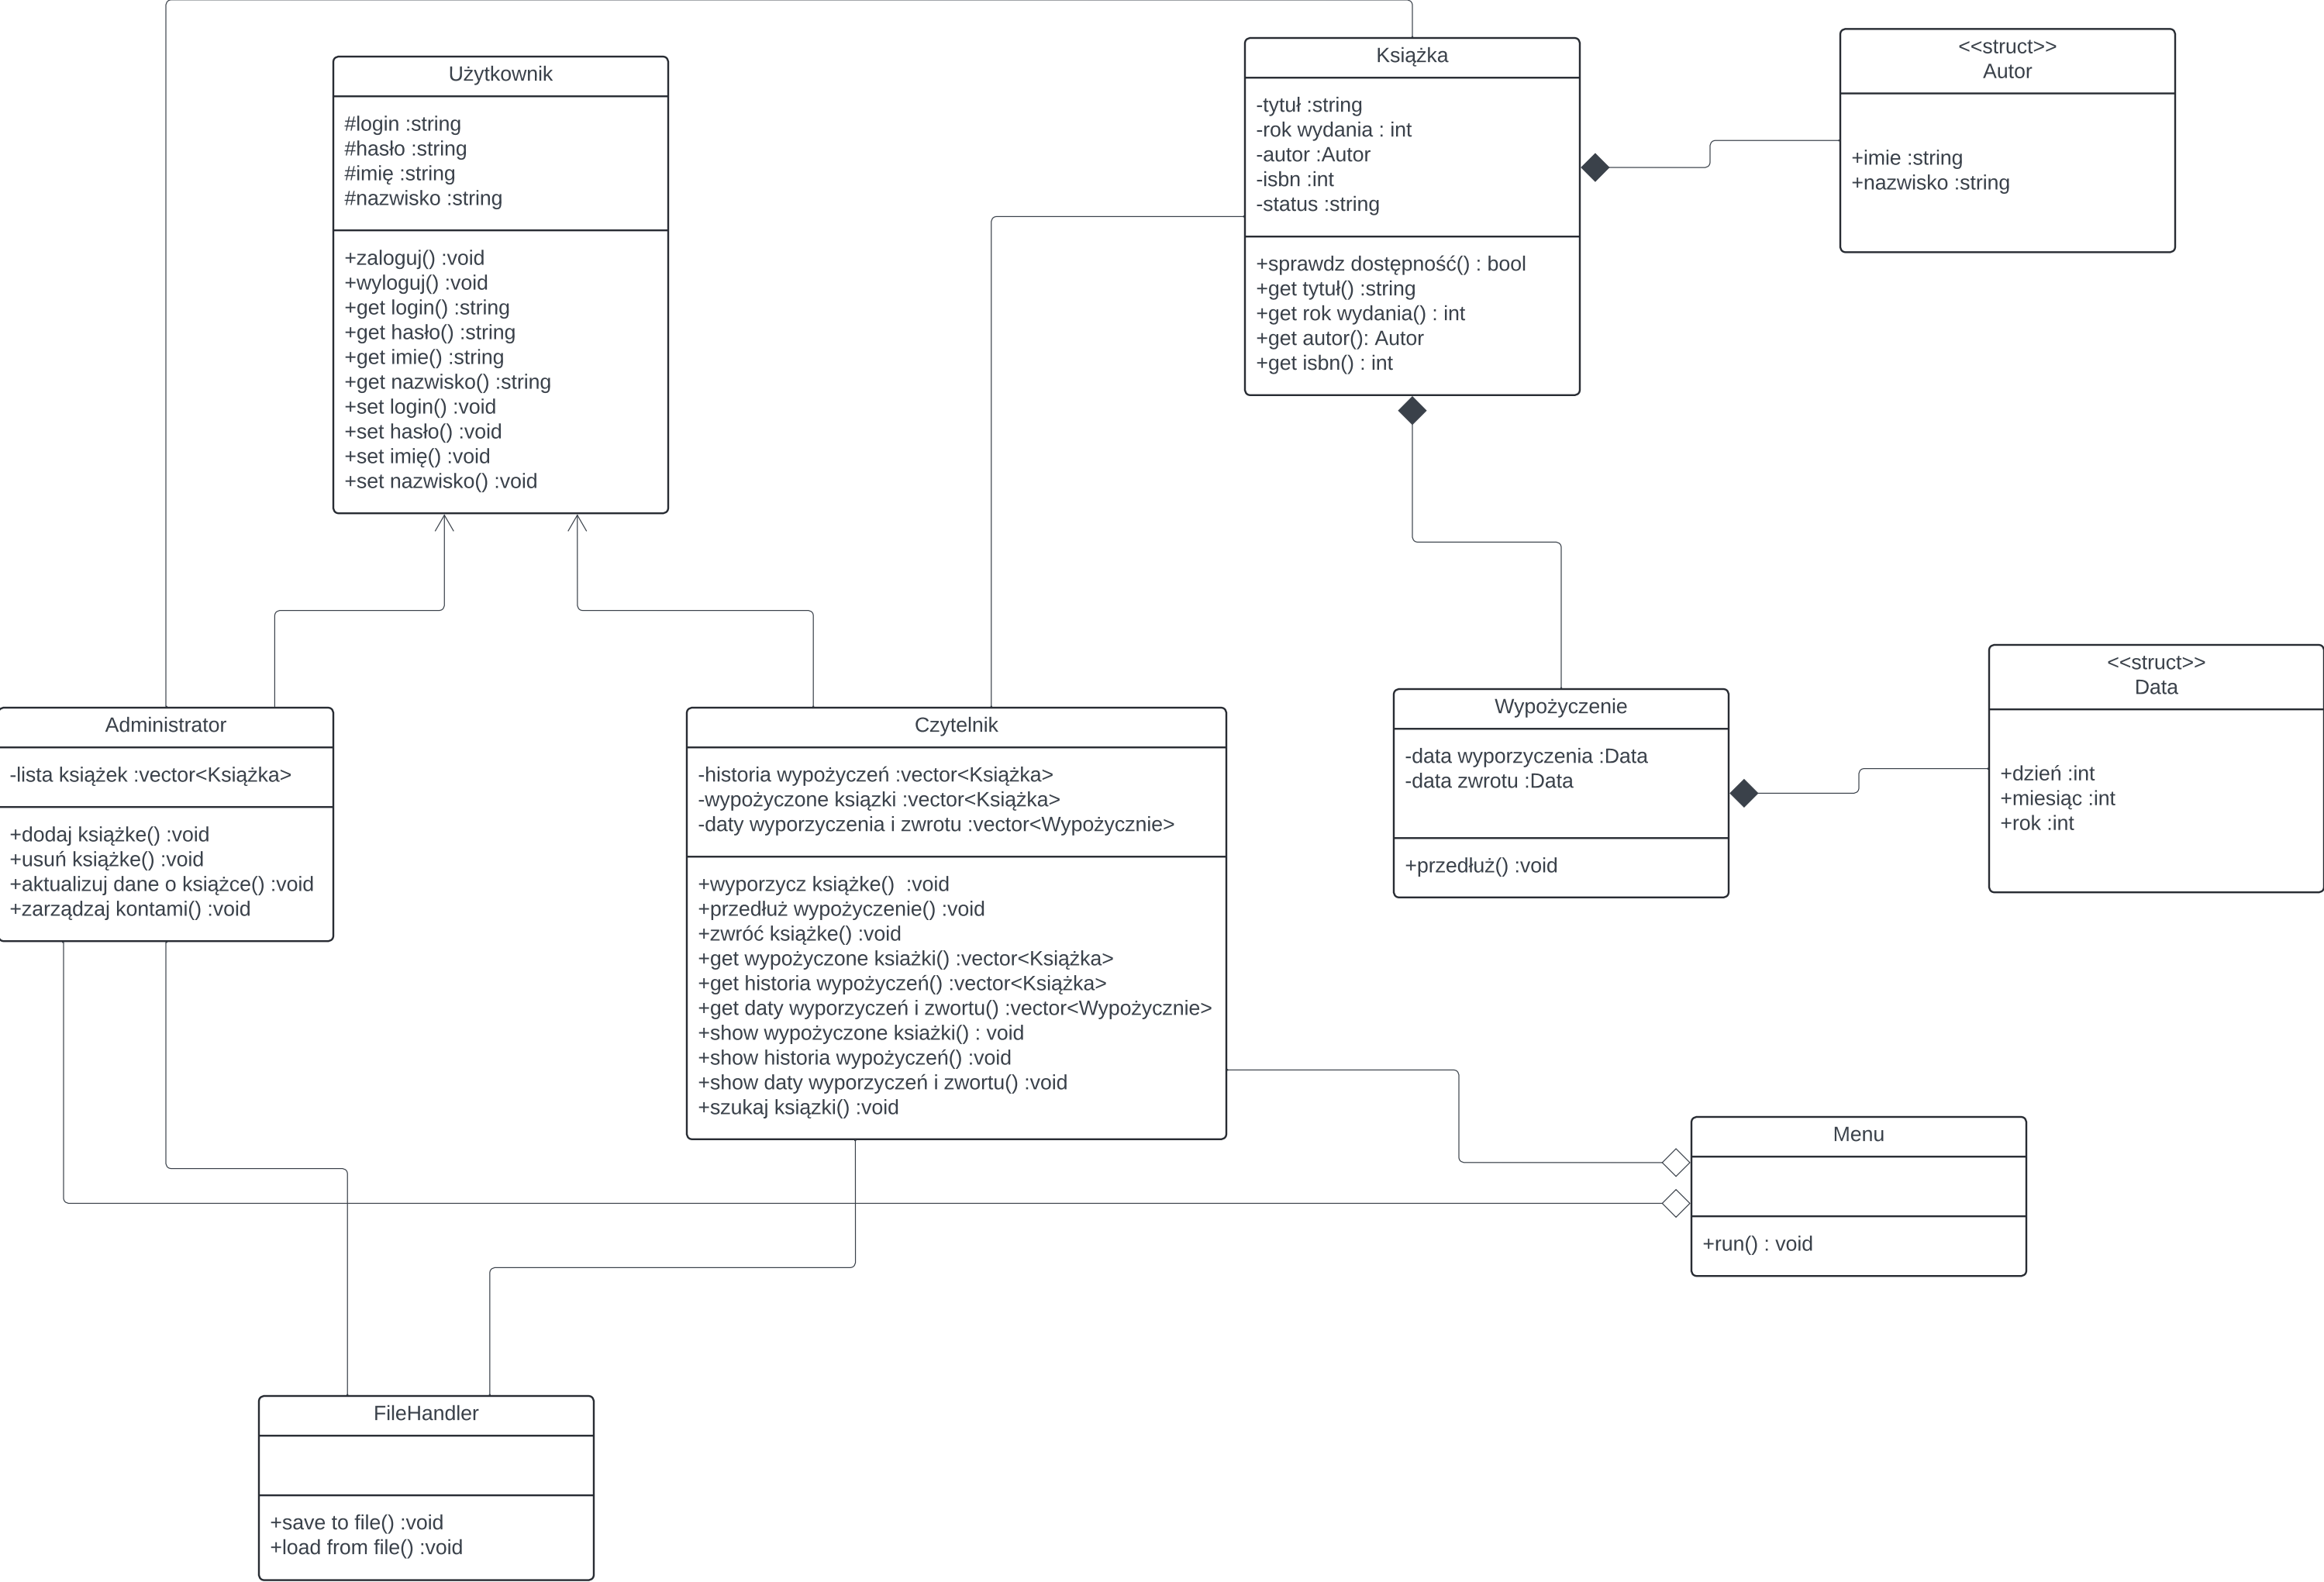 Użytkownik
#login :string
#hasło :string
#imię :string
#nazwisko :string
+zaloguj() :void
+wyloguj() :void
+get login() :string
+get hasło() :string
+get imie() :string
+get nazwisko() :string
+set login() :void
+set hasło() :void
+set imię() :void
+set nazwisko() :void
Książka
-tytuł :string
-rok wydania : int
-autor :Autor
-isbn :int
-status :string
+sprawdz dostępność() : bool
+get tytuł() :string
+get rok wydania() : int
+get autor(): Autor
+get isbn() : int
<<struct>>
Autor
+imie :string
+nazwisko :string
Administrator
-lista książek :vector<Książka>
+dodaj książke() :void
+usuń książke() :void
+aktualizuj dane o książce() :void
+zarządzaj kontami() :void
Czytelnik
-historia wypożyczeń :vector<Książka>
-wypożyczone ksiązki :vector<Książka>
-daty wyporzyczenia i zwrotu :vector<Wypożycznie>
+wyporzycz książke()  :void
+przedłuż wypożyczenie() :void
+zwróć książke() :void
+get wypożyczone ksiażki() :vector<Książka>
+get historia wypożyczeń() :vector<Książka>
+get daty wyporzyczeń i zwortu() :vector<Wypożycznie>
+show wypożyczone ksiażki() : void
+show historia wypożyczeń() :void
+show daty wyporzyczeń i zwortu() :void
+szukaj ksiązki() :void
Wypożyczenie
-data wyporzyczenia :Data
-data zwrotu :Data
+przedłuż() :void
<<struct>>
Data
+dzień :int
+miesiąc :int
+rok :int
Menu
+run() : void
FileHandler
+save to file() :void
+load from file() :void